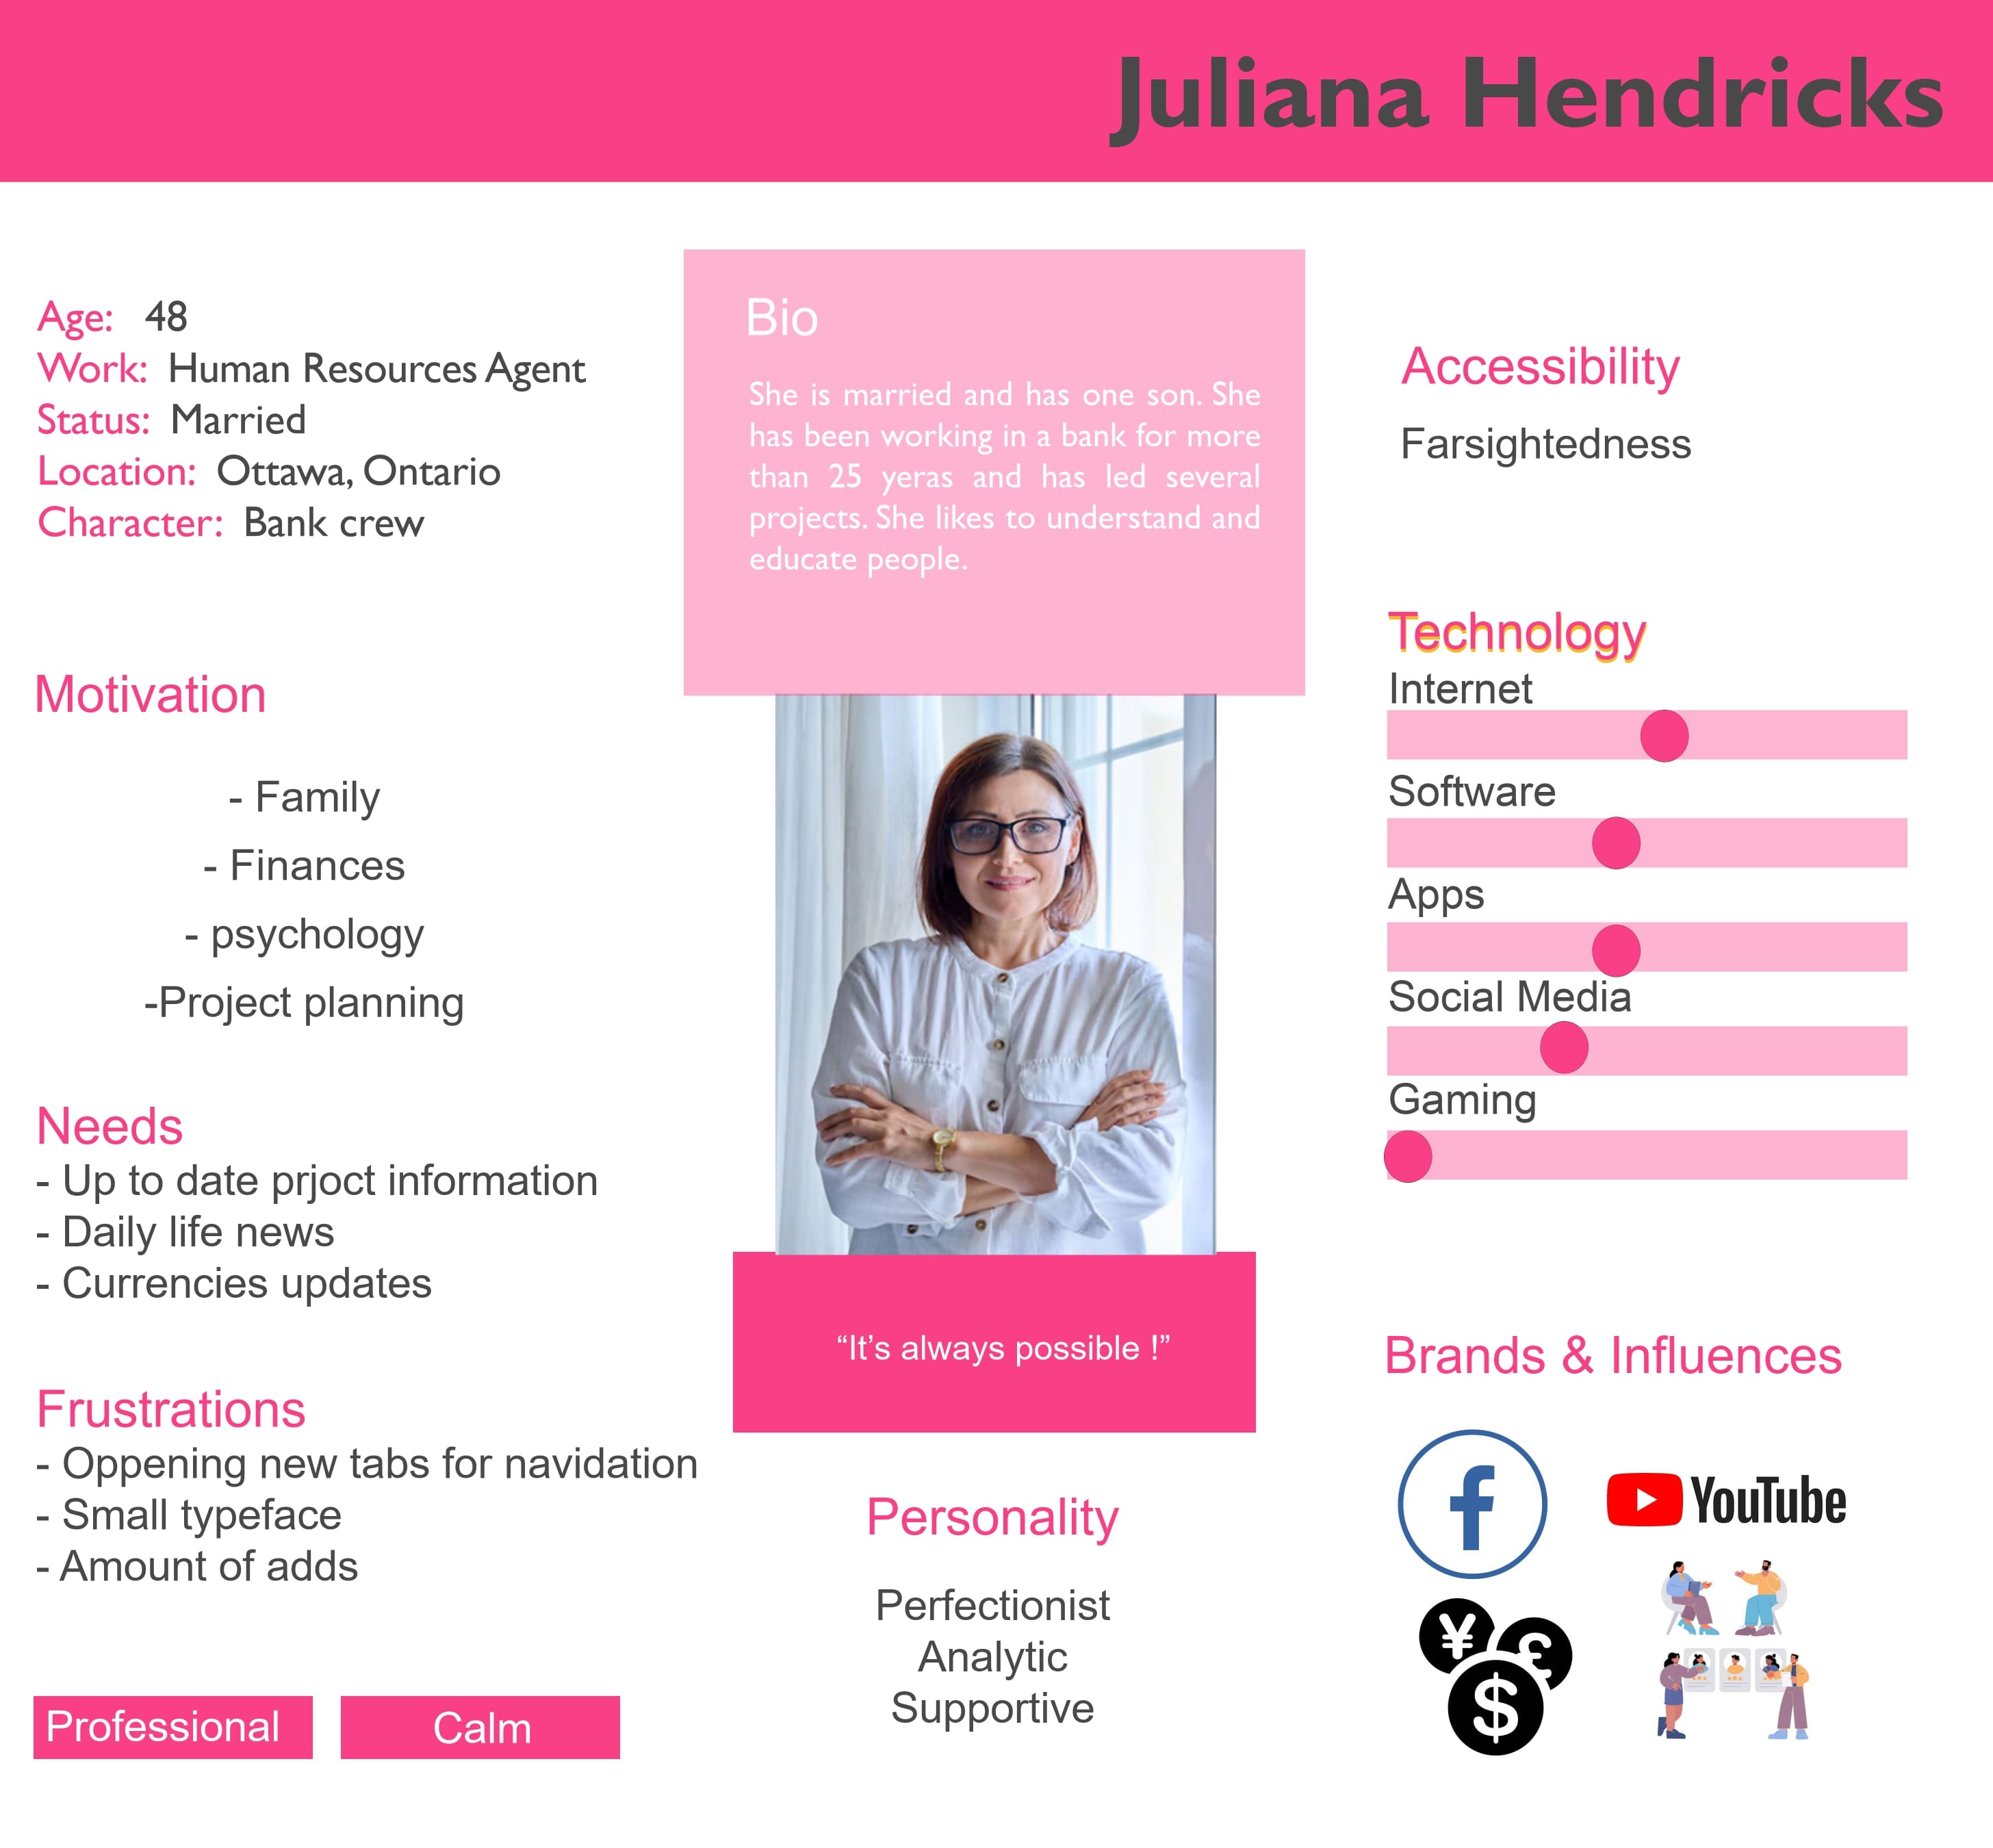 Juliana Hendricks
Age: 48
Work: Human Resources Agent
Status: Married
Location: Ottawa, Ontario
Character: Bank crew
Motivation
- Family
- Finances
- psychology
-Project planning
Needs
- Up to date prjoct information
- Daily life news
- Currencies updates
Frustrations
- Oppening new tabs for navidation
- Small typeface
- Amount of adds
Professional
Calm
Bio
She is married and has one son. She
has been working in a bank for more
than 25 yeras and has led several
projects. She likes to understand and
educate people.
“It’s always possible !”
Personality
Perfectionist
Analytic
Supportive
Accessibility
Farsightedness
Technology
Internet
Software
Apps
Social Media
Gaming
Brands & Influences
f
YouTube
¥
£
$